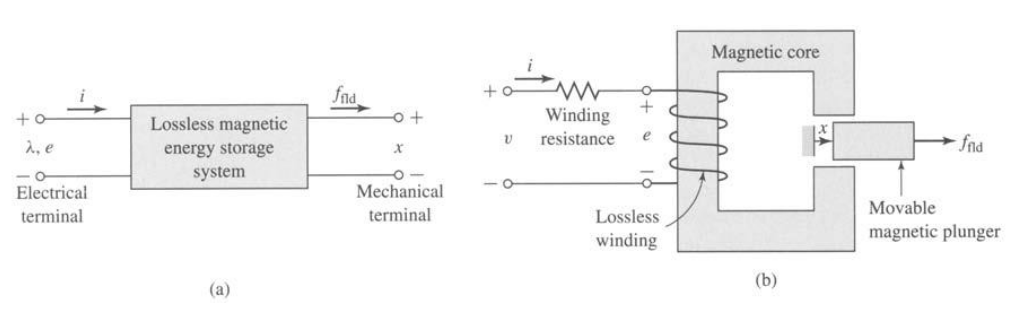 i
f_fld
+
+
Lossless magnetic
energy storage
system
λ, e
x
−
−
Electrical
terminal
Mechanical
terminal
(a)
Magnetic core
i
+
+
Winding
resistance
v
e
x
f_fld
−
−
Lossless
winding
Movable
magnetic plunger
(b)